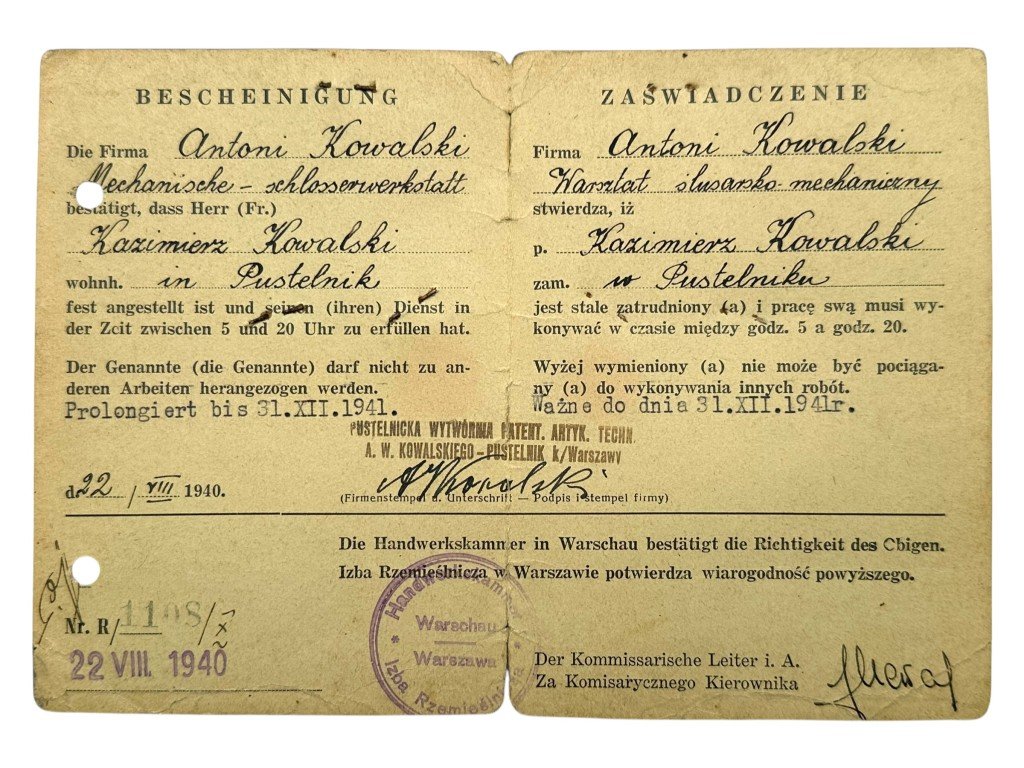 BESCHEINIGUNG
Die Firma Antoni Kowalski
Mechanische - schlosserwerkstatt
bestätigt, dass Herr (Fr.)
Kazimierz Kowalski
wohnh. in Pustelnik
fest angestellt ist und seinen (ihren) Dienst in
der Zcit zwischen 5 und 20 Uhr zu erfüllen hat.
Der Genannte (die Genannte) darf nicht zu an-
deren Arbeiten herangezogen werden.
Prolongiert bis 31.XII.1941.
ZAŚWIADCZENIE
Firma Antoni Kowalski
Warsztat ślusarsko-mechaniczny
stwierdza, iż
p. Kazimierz Kowalski
zam. w Pustelniku
jest stale zatrudniony (a) i pracę swą musi wy-
konywać w czasie między godz. 5 a godz. 20.
Wyżej wymieniony (a) nie może być pociąga-
ny (a) do wykonywania innych robót.
Ważne do dnia 31.XII.1941r.
PUSTELNICKA WYTWÓRNIA PATENT. ARTYK. TECHN.
A. W. KOWALSKIEGO - PUSTELNIK k/Warszawy
AWKowalski
d. 22 / VIII 1940.
(Firmenstempel u. Unterschrift — Podpis i stempel firmy)
Die Handwerkskammer in Warschau bestätigt die Richtigkeit des Cbigen.
Izba Rzemieślnicza w Warszawie potwierdza wiarogodność powyższego.
Nr. R/1108/
22 VIII. 1940
Handwerkskammer
Warschau
Warszawa
Izba Rzemieślnicza
Der Kommissarische Leiter i. A.
Za Komisarycznego Kierownika